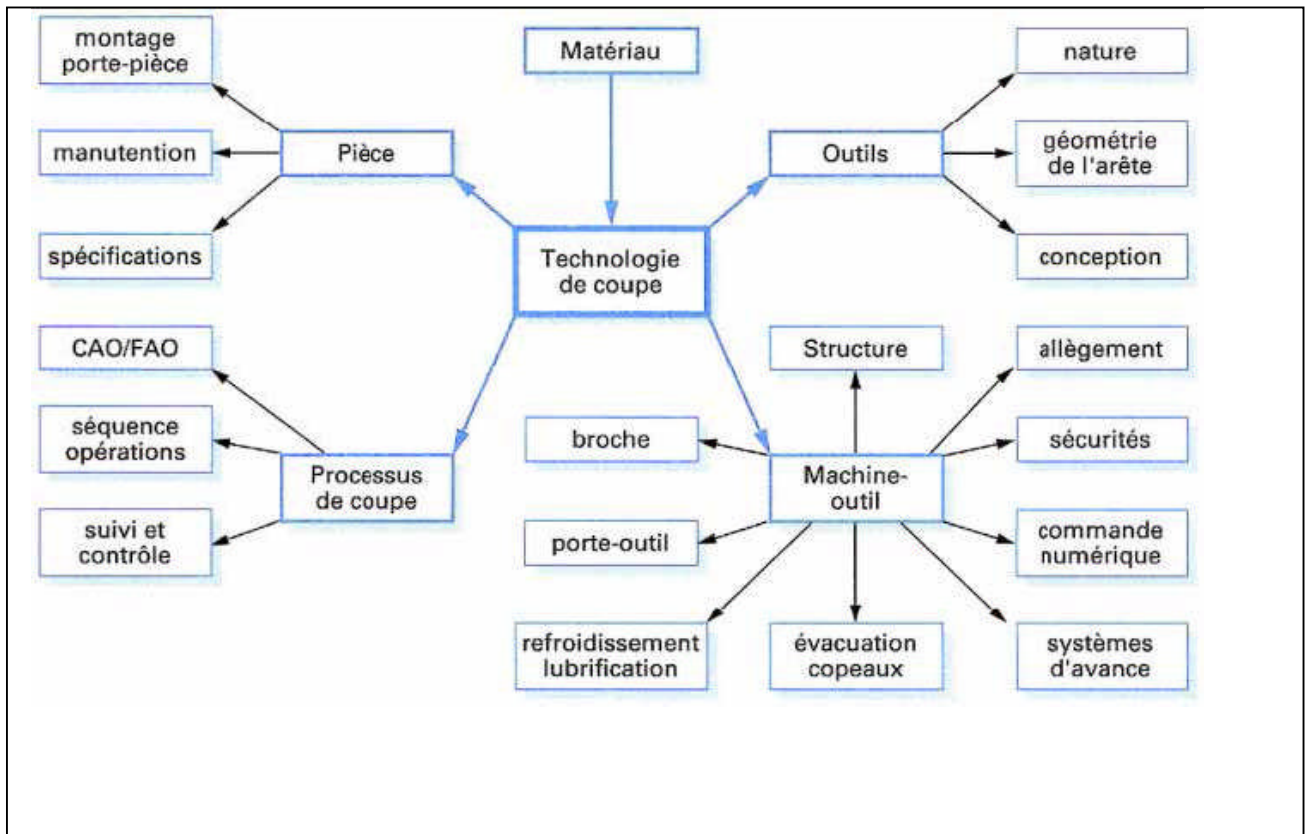 montage
porte-pièce
Matériau
nature
manutention
Pièce
Outils
géométrie
de l'arête
spécifications
Technologie
de coupe
conception
CAO/FAO
Structure
allègement
séquence
opérations
broche
sécurités
Processus
de coupe
Machine-
outil
suivi et
contrôle
porte-outil
commande
numérique
refroidissement
lubrification
évacuation
copeaux
systèmes
d'avance